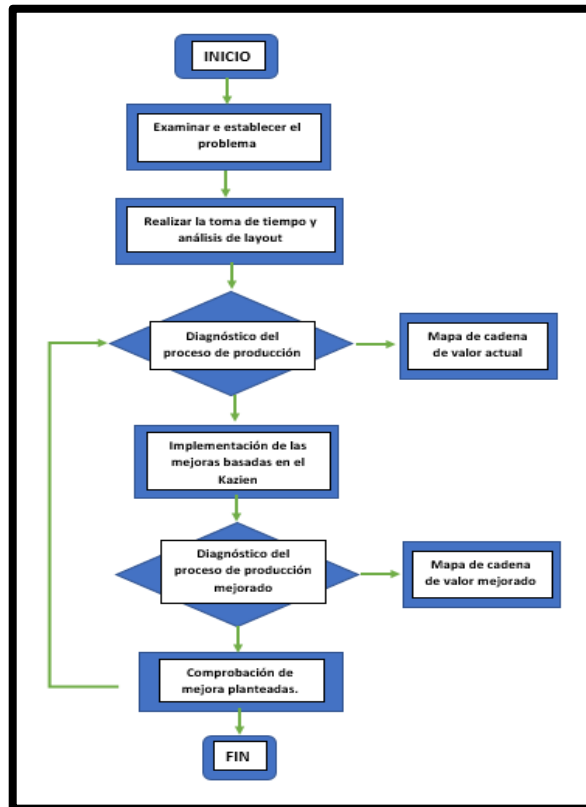 INICIO
Examinar e establecer el
problema
Realizar la toma de tiempo y
análisis de layout
Diagnóstico del
proceso de producción
Mapa de cadena
de valor actual
Implementación de las
mejoras basadas en el
Kazien
Diagnóstico del
proceso de producción
mejorado
Mapa de cadena
de valor mejorado
Comprobación de
mejora planteadas.
FIN